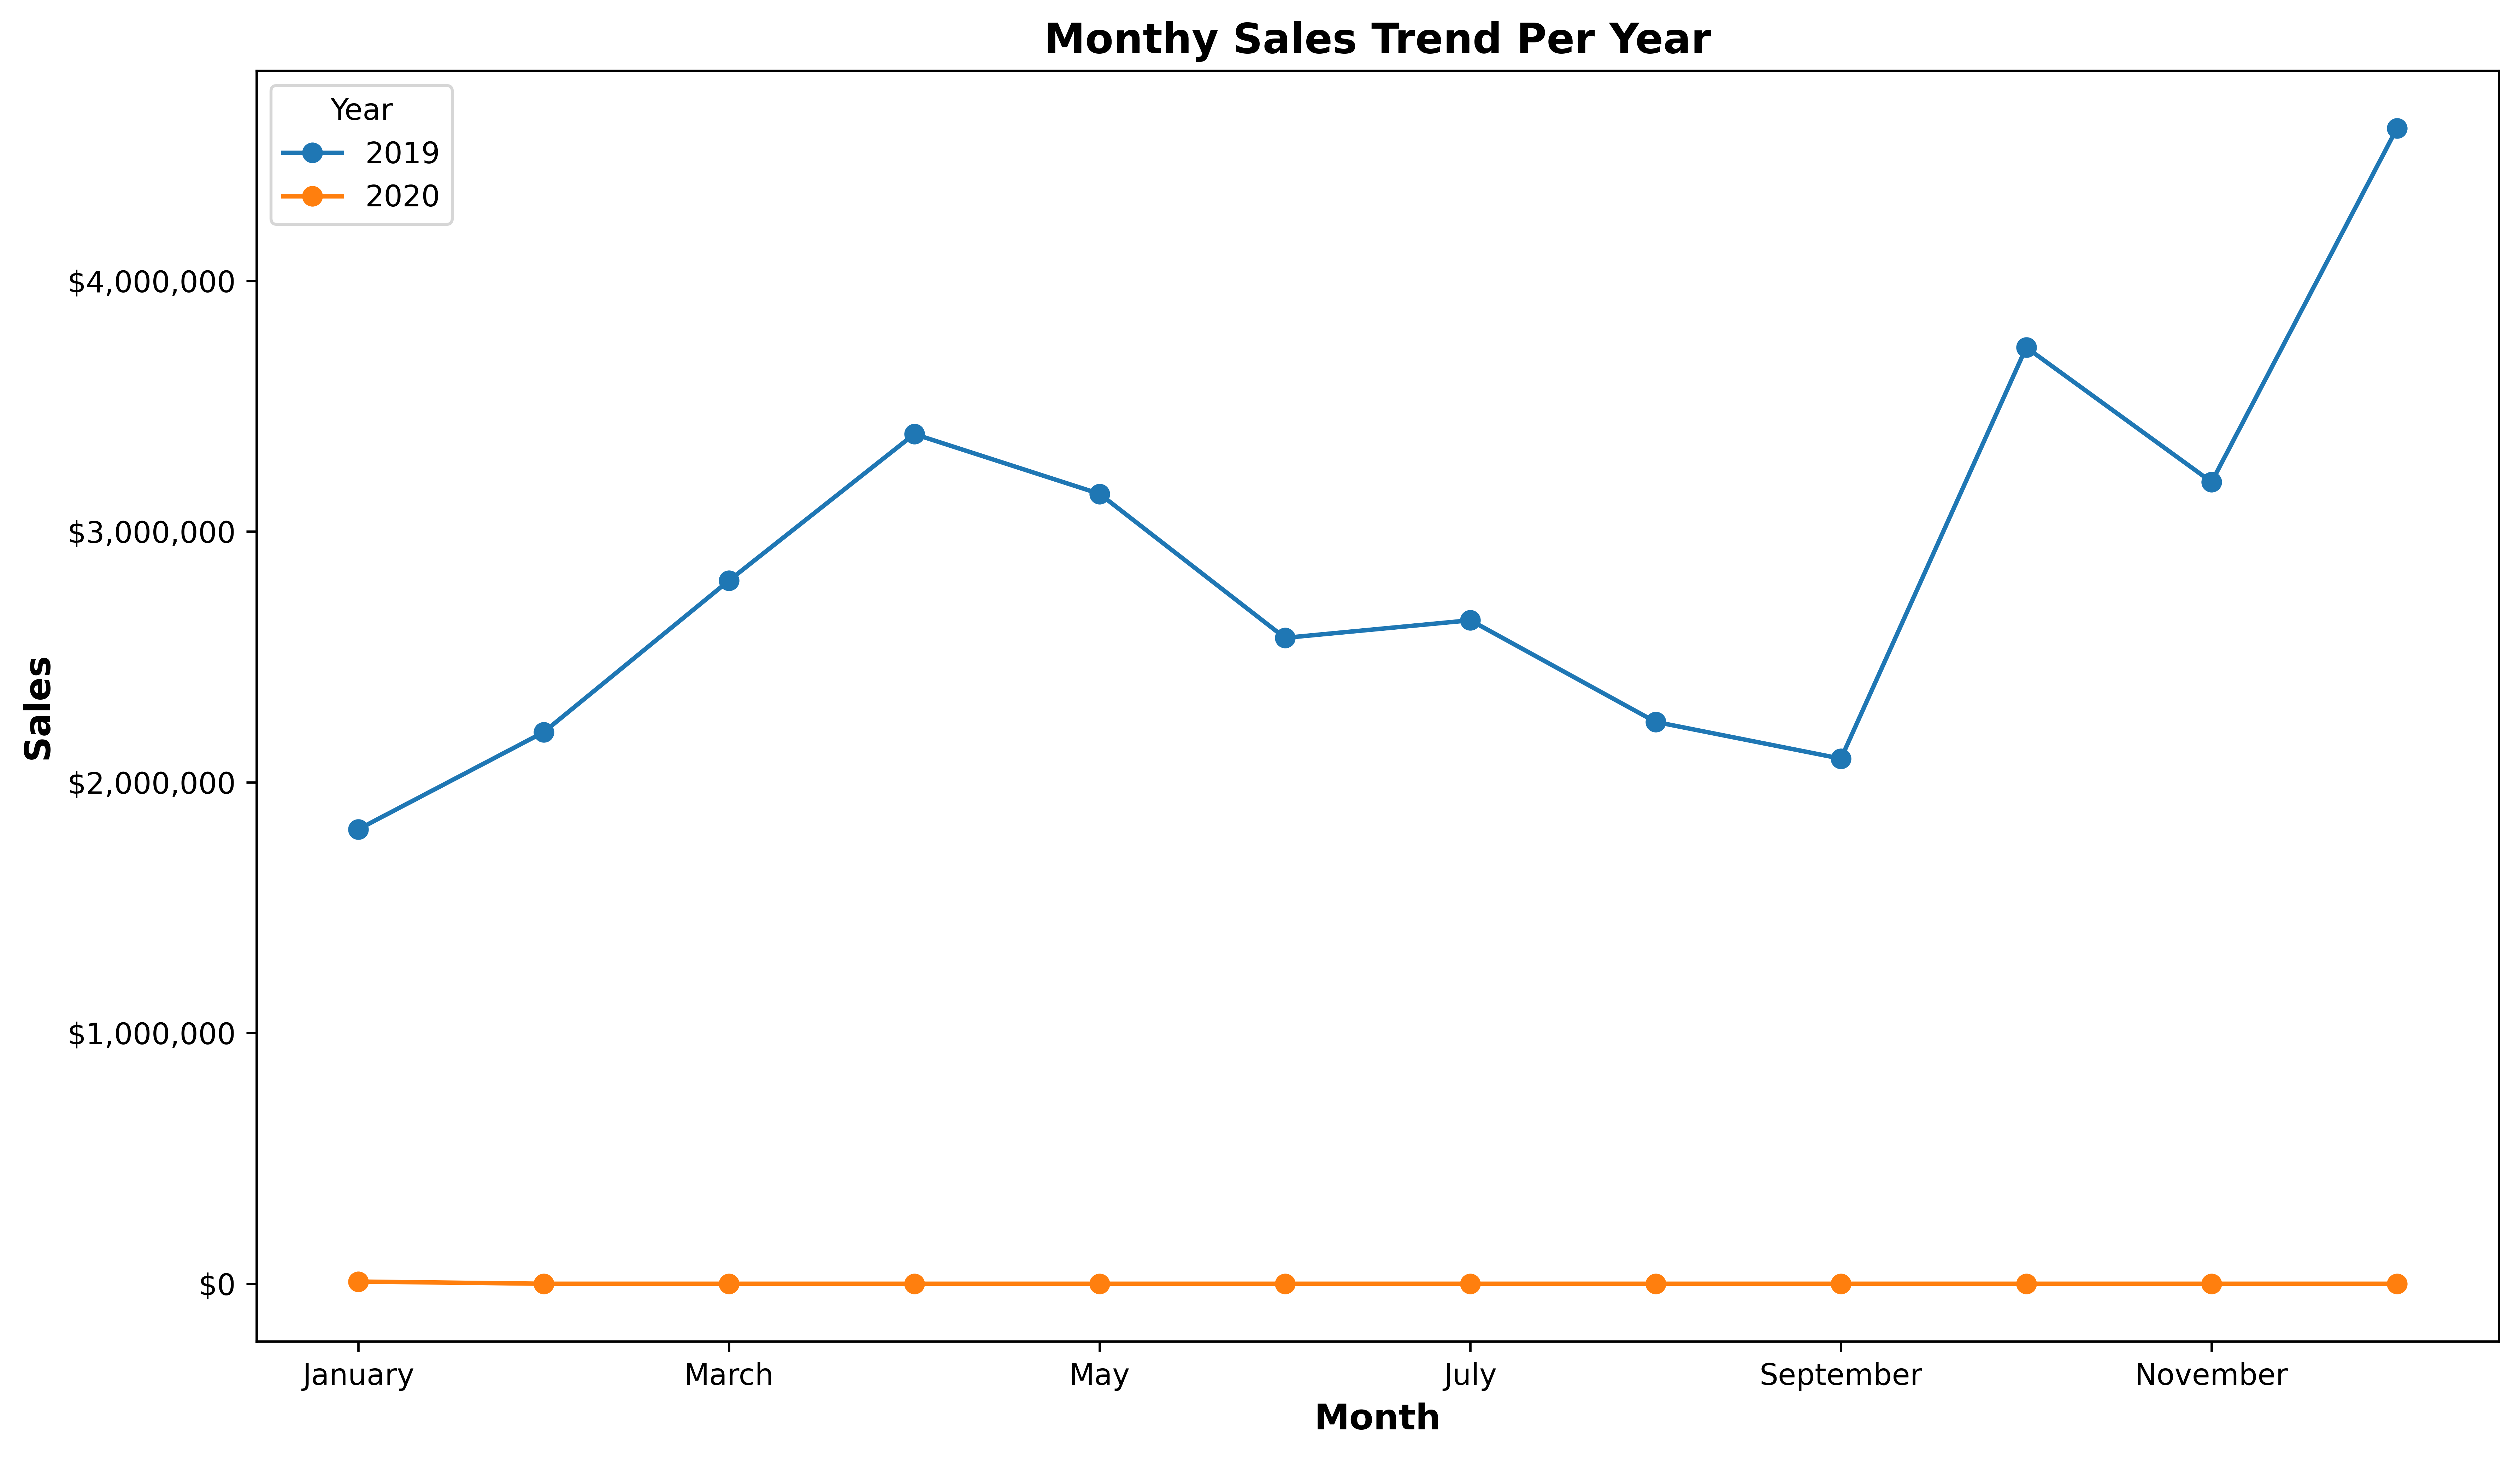 Monthy Sales Trend Per Year
Year
2019
2020
$4,000,000
$3,000,000
$2,000,000
$1,000,000
$0
Sales
January March May July September November
Month